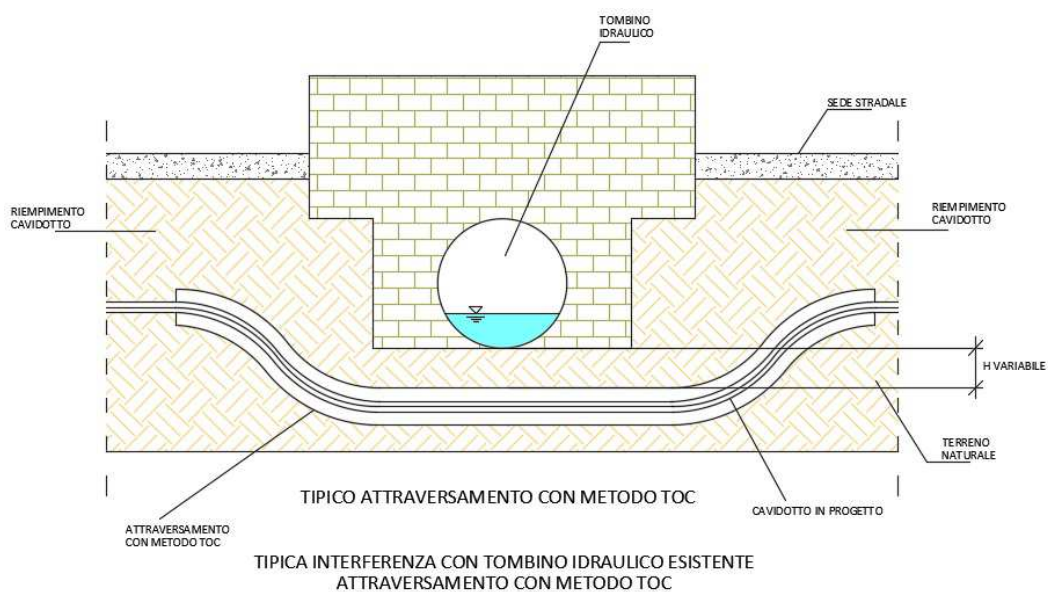 TOMBINO
IDRAULICO
SEDE STRADALE
RIEMPIMENTO
CAVIDOTTO
RIEMPIMENTO
CAVIDOTTO
H VARIABILE
TERRENO
NATURALE
TIPICO ATTRAVERSAMENTO CON METODO TOC
CAVIDOTTO IN PROGETTO
ATTRAVERSAMENTO
CON METODO TOC
TIPICA INTERFERENZA CON TOMBINO IDRAULICO ESISTENTE
ATTRAVERSAMENTO CON METODO TOC